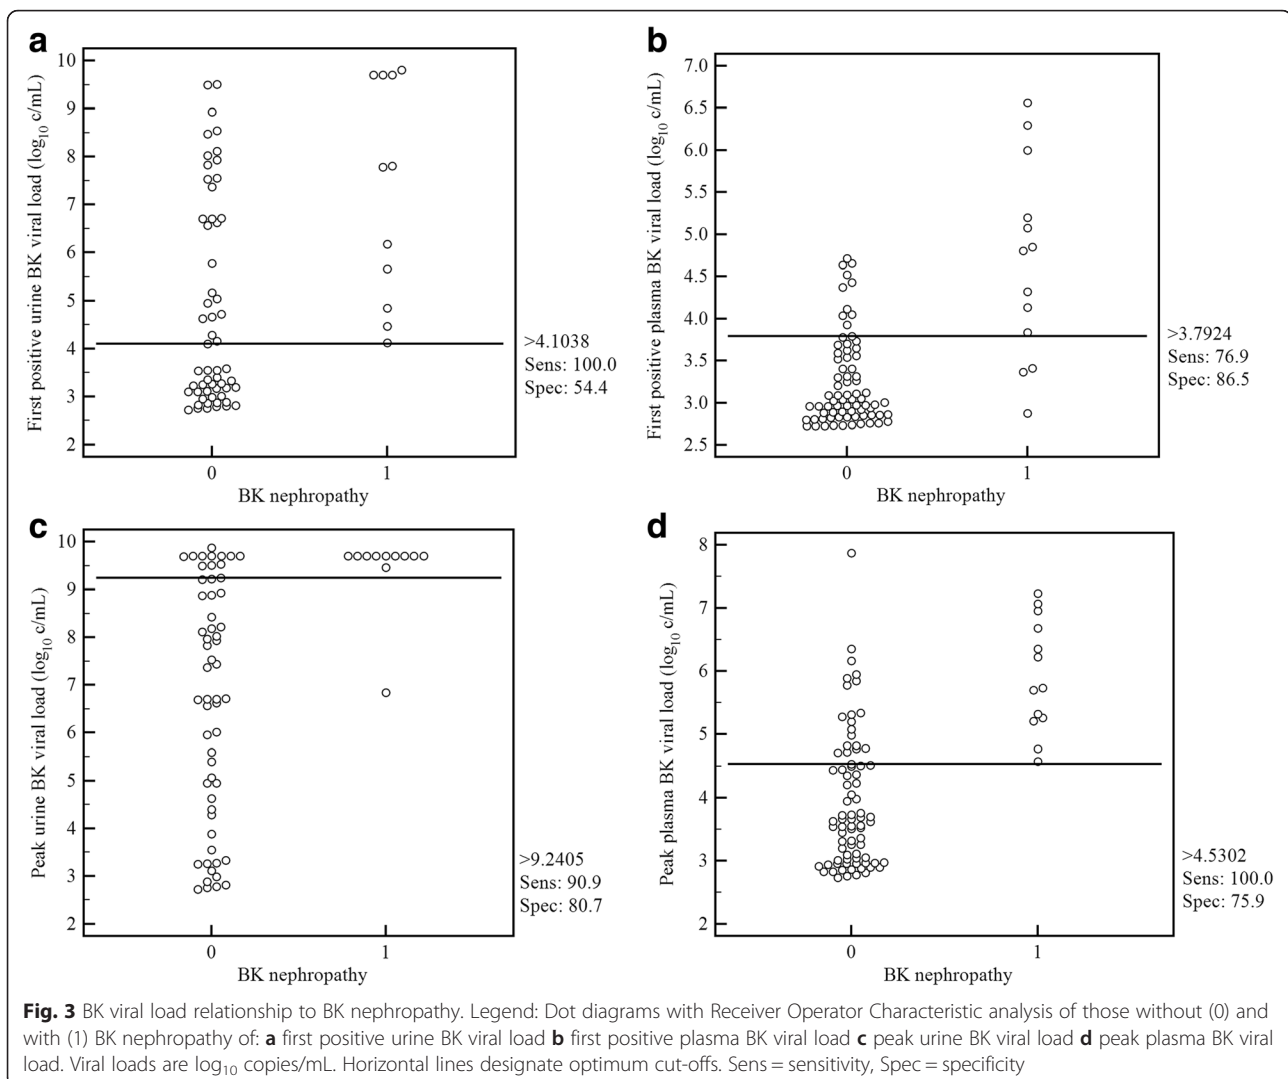 a
First positive urine BK viral load (log10 c/mL)
10
9
8
7
6
5
4
3
2
0 1
BK nephropathy
>4.1038
Sens: 100.0
Spec: 54.4
b
First positive plasma BK viral load (log10 c/mL)
7.0
6.5
6.0
5.5
5.0
4.5
4.0
3.5
3.0
2.5
0 1
BK nephropathy
>3.7924
Sens: 76.9
Spec: 86.5
c
Peak urine BK viral load (log10 c/mL)
10
9
8
7
6
5
4
3
2
0 1
BK nephropathy
>9.2405
Sens: 90.9
Spec: 80.7
d
Peak plasma BK viral load (log10 c/mL)
8
7
6
5
4
3
2
0 1
BK nephropathy
>4.5302
Sens: 100.0
Spec: 75.9
Fig. 3 BK viral load relationship to BK nephropathy. Legend: Dot diagrams with Receiver Operator Characteristic analysis of those without (0) and
with (1) BK nephropathy of: a first positive urine BK viral load b first positive plasma BK viral load c peak urine BK viral load d peak plasma BK viral
load. Viral loads are log10 copies/mL. Horizontal lines designate optimum cut-offs. Sens = sensitivity, Spec = specificity